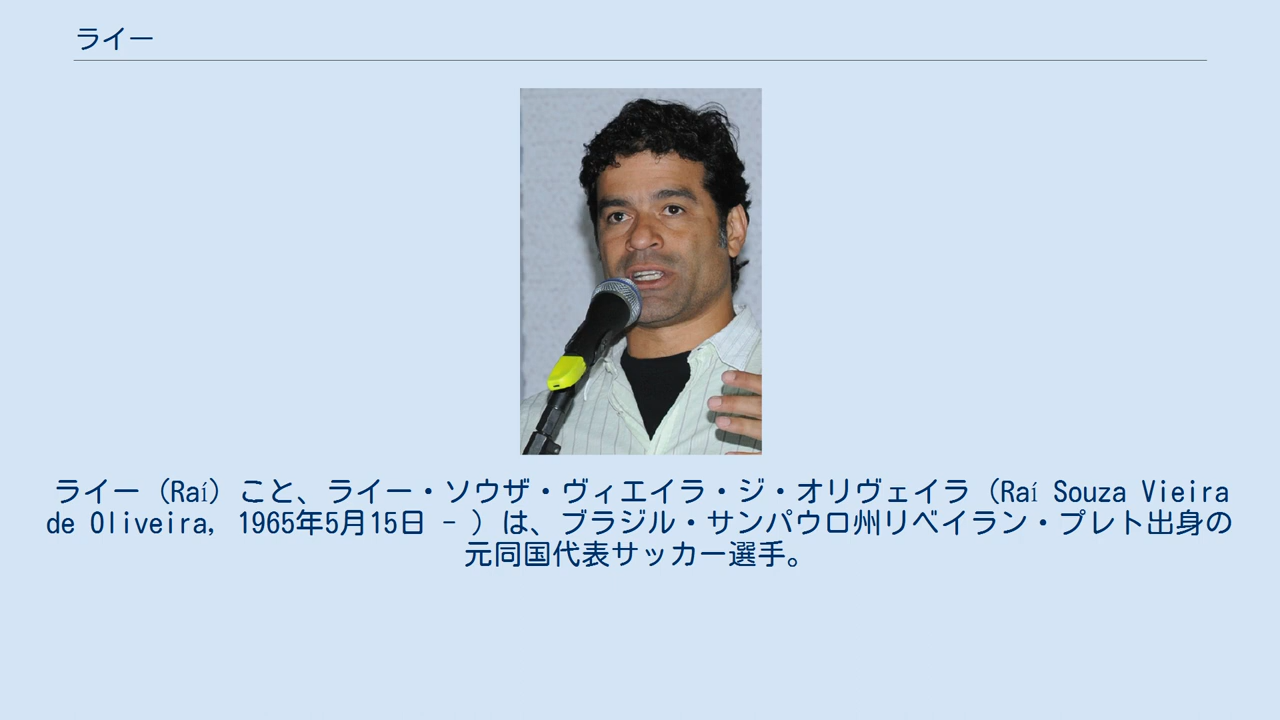 ライー
ライー（Raí）こと、ライー・ソウザ・ヴィエイラ・ジ・オリヴェイラ（Raí Souza Vieira
de Oliveira, 1965年5月15日 - ）は、ブラジル・サンパウロ州リベイラン・プレト出身の
元同国代表サッカー選手。